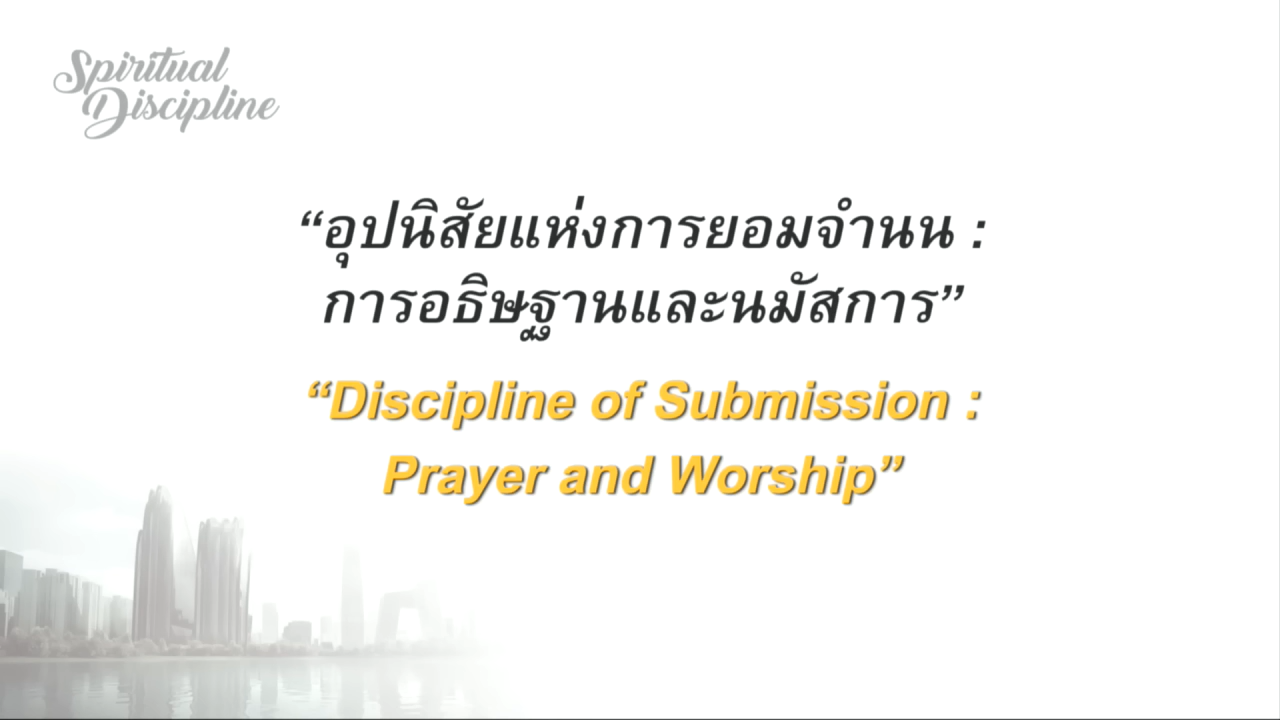 Spiritual
Discipline
“อุปนิสัยแห่งการยอมจำนน :
การอธิษฐานและนมัสการ”
“Discipline of Submission :
Prayer and Worship”